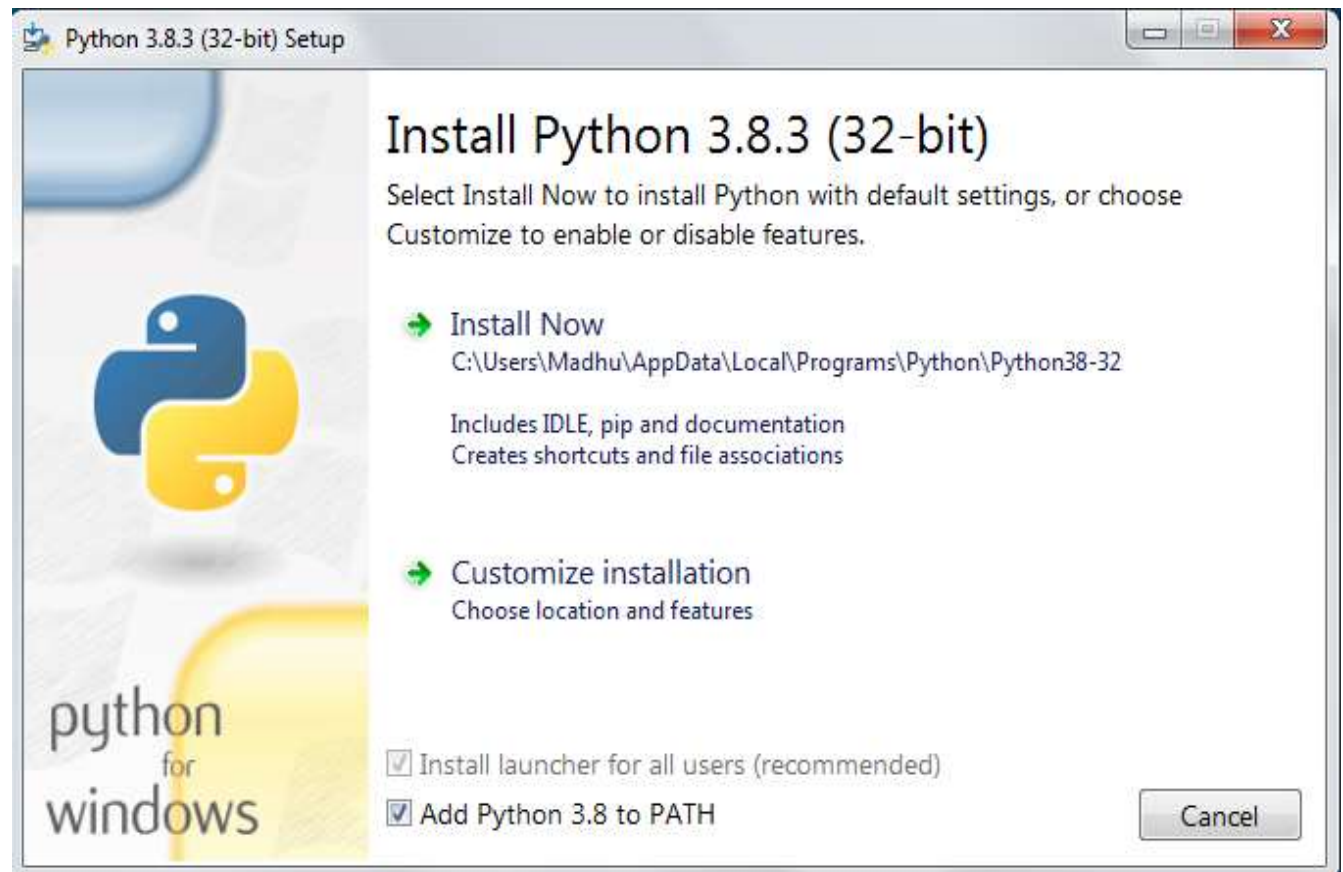 Python 3.8.3 (32-bit) Setup
Install Python 3.8.3 (32-bit)
Select Install Now to install Python with default settings, or choose
Customize to enable or disable features.
Install Now
C:\Users\Madhu\AppData\Local\Programs\Python\Python38-32
Includes IDLE, pip and documentation
Creates shortcuts and file associations
Customize installation
Choose location and features
python
for
windows
Install launcher for all users (recommended)
Add Python 3.8 to PATH
Cancel